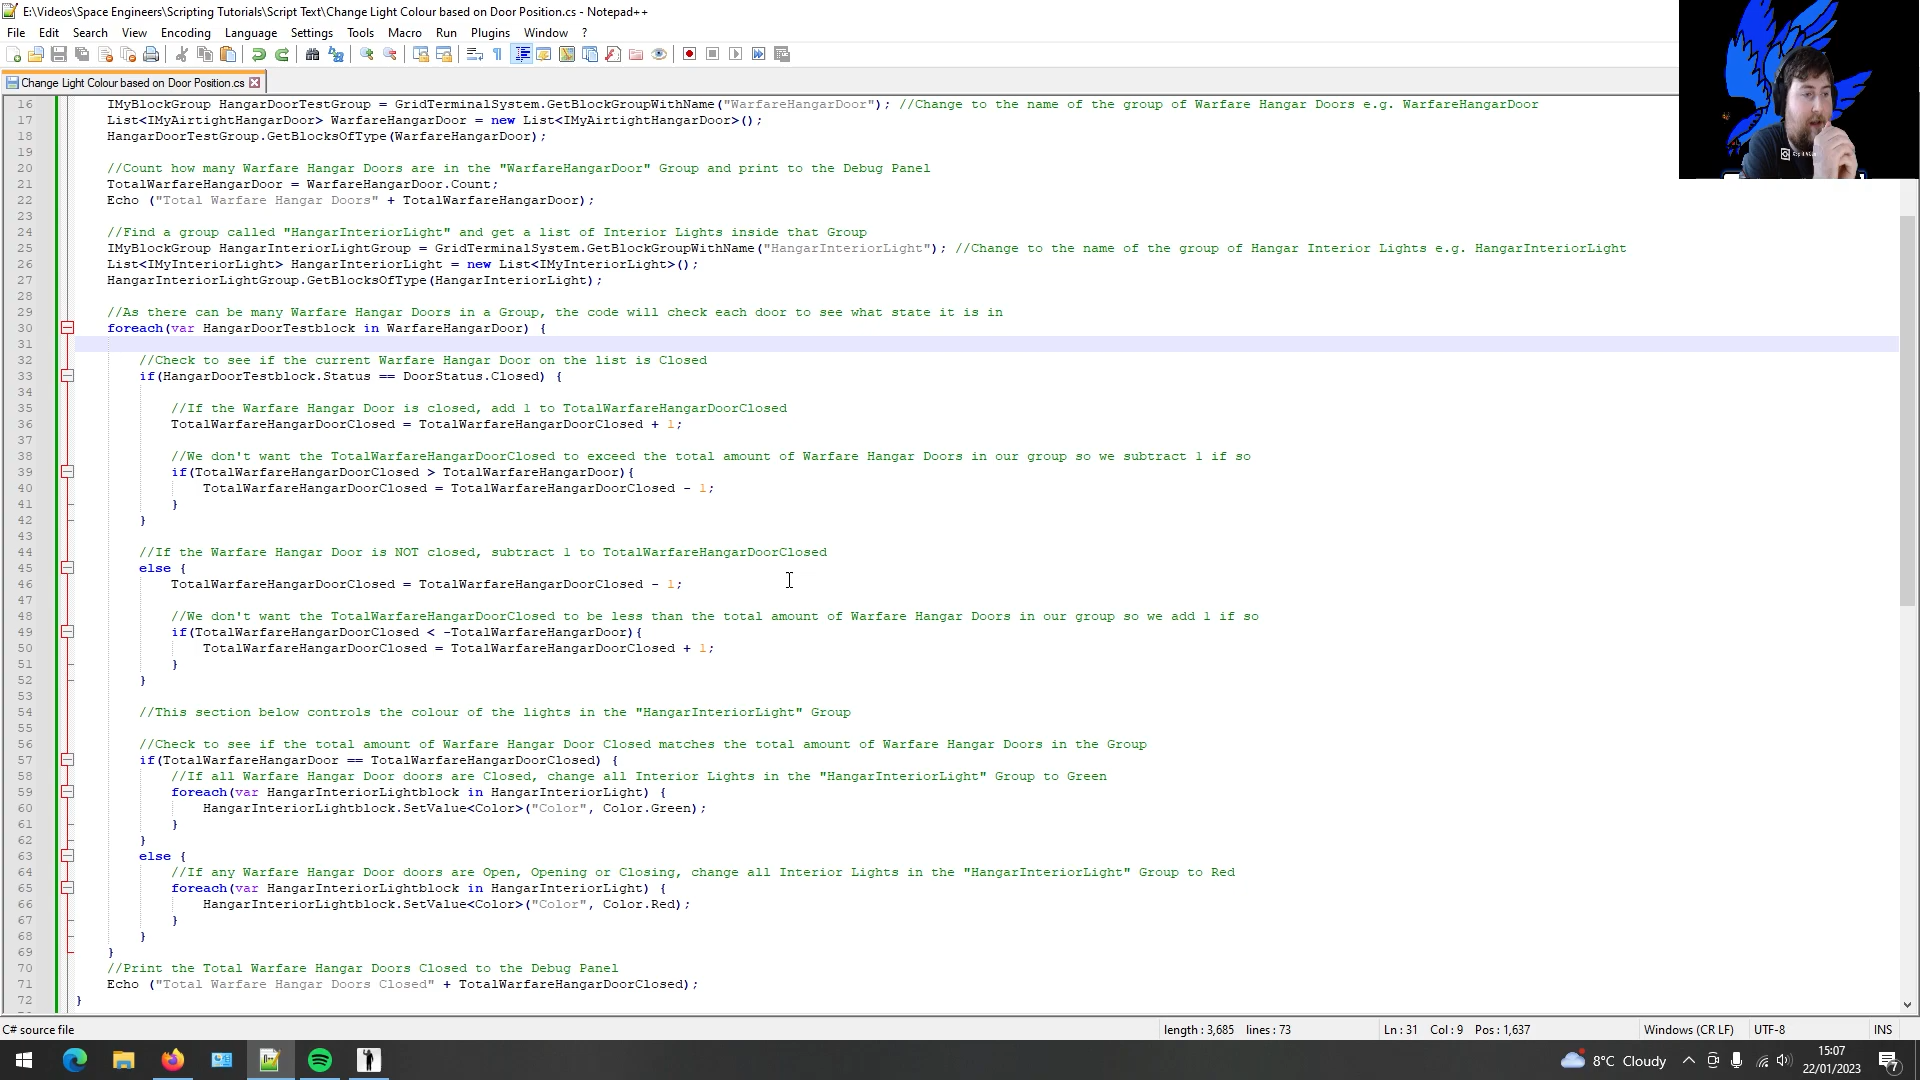 E:\Videos\Space Engineers\Scripting Tutorials\Script Text\Change Light Colour based on Door Position.cs - Notepad++
File Edit Search View Encoding Language Settings Tools Macro Run Plugins Window ?
Change Light Colour based on Door Position.cs
16 IMyBlockGroup HangarDoorTestGroup = GridTerminalSystem.GetBlockGroupWithName("WarfareHangarDoor"); //Change to the name of the group of Warfare Hangar Doors e.g. WarfareHangarDoor
17 List<IMyAirtightHangarDoor> WarfareHangarDoor = new List<IMyAirtightHangarDoor>();
18 HangarDoorTestGroup.GetBlocksOfType(WarfareHangarDoor);
19
20 //Count how many Warfare Hangar Doors are in the "WarfareHangarDoor" Group and print to the Debug Panel
21 TotalWarfareHangarDoor = WarfareHangarDoor.Count;
22 Echo ("Total Warfare Hangar Doors" + TotalWarfareHangarDoor);
23
24 //Find a group called "HangarInteriorLight" and get a list of Interior Lights inside that Group
25 IMyBlockGroup HangarInteriorLightGroup = GridTerminalSystem.GetBlockGroupWithName("HangarInteriorLight"); //Change to the name of the group of Hangar Interior Lights e.g. HangarInteriorLight
26 List<IMyInteriorLight> HangarInteriorLight = new List<IMyInteriorLight>();
27 HangarInteriorLightGroup.GetBlocksOfType(HangarInteriorLight);
28
29 //As there can be many Warfare Hangar Doors in a Group, the code will check each door to see what state it is in
30 foreach(var HangarDoorTestblock in WarfareHangarDoor) {
31
32 //Check to see if the current Warfare Hangar Door on the list is Closed
33 if(HangarDoorTestblock.Status == DoorStatus.Closed) {
34
35 //If the Warfare Hangar Door is closed, add 1 to TotalWarfareHangarDoorClosed
36 TotalWarfareHangarDoorClosed = TotalWarfareHangarDoorClosed + 1;
37
38 //We don't want the TotalWarfareHangarDoorClosed to exceed the total amount of Warfare Hangar Doors in our group so we subtract 1 if so
39 if(TotalWarfareHangarDoorClosed > TotalWarfareHangarDoor){
40 TotalWarfareHangarDoorClosed = TotalWarfareHangarDoorClosed - 1;
41 }
42 }
43
44 //If the Warfare Hangar Door is NOT closed, subtract 1 to TotalWarfareHangarDoorClosed
45 else {
46 TotalWarfareHangarDoorClosed = TotalWarfareHangarDoorClosed - 1;
47
48 //We don't want the TotalWarfareHangarDoorClosed to be less than the total amount of Warfare Hangar Doors in our group so we add 1 if so
49 if(TotalWarfareHangarDoorClosed < -TotalWarfareHangarDoor){
50 TotalWarfareHangarDoorClosed = TotalWarfareHangarDoorClosed + 1;
51 }
52 }
53
54 //This section below controls the colour of the lights in the "HangarInteriorLight" Group
55
56 //Check to see if the total amount of Warfare Hangar Door Closed matches the total amount of Warfare Hangar Doors in the Group
57 if(TotalWarfareHangarDoor == TotalWarfareHangarDoorClosed) {
58 //If all Warfare Hangar Door doors are Closed, change all Interior Lights in the "HangarInteriorLight" Group to Green
59 foreach(var HangarInteriorLightblock in HangarInteriorLight) {
60 HangarInteriorLightblock.SetValue<Color>("Color", Color.Green);
61 }
62 }
63 else {
64 //If any Warfare Hangar Door doors are Open, Opening or Closing, change all Interior Lights in the "HangarInteriorLight" Group to Red
65 foreach(var HangarInteriorLightblock in HangarInteriorLight) {
66 HangarInteriorLightblock.SetValue<Color>("Color", Color.Red);
67 }
68 }
69 }
70 //Print the Total Warfare Hangar Doors Closed to the Debug Panel
71 Echo ("Total Warfare Hangar Doors Closed" + TotalWarfareHangarDoorClosed);
72 }
C# source file length : 3,685 lines : 73 Ln : 31 Col : 9 Pos : 1,637 Windows (CR LF) UTF-8 INS
8°C Cloudy
15:07
22/01/2023
7